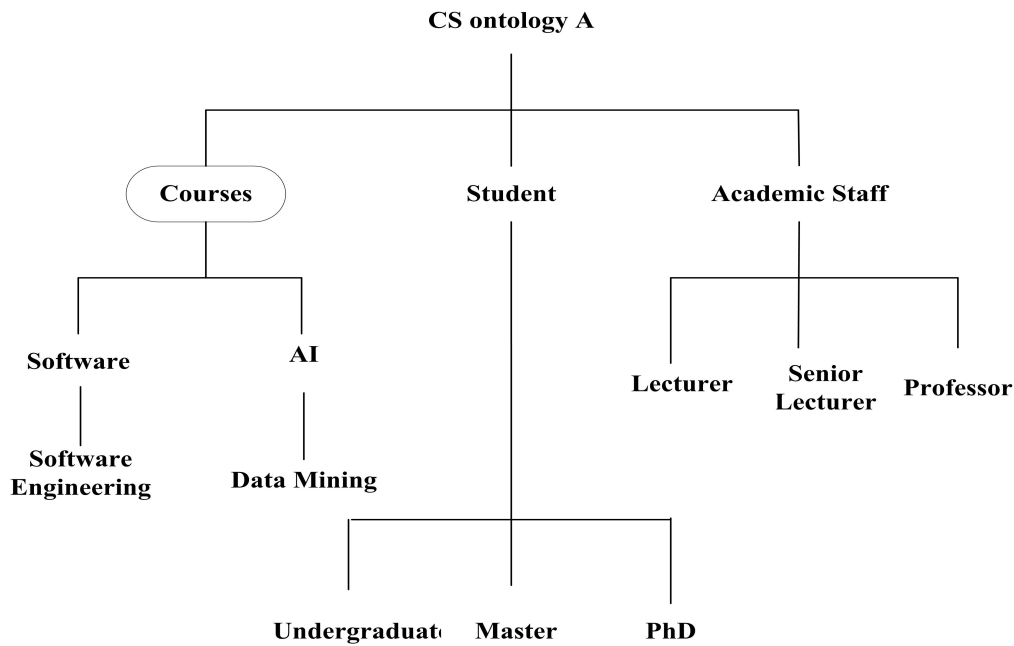 CS ontology A
Courses
Student
Academic Staff
Software
AI
Lecturer
Senior
Lecturer
Professor
Software
Engineering
Data Mining
Undergraduate
Master
PhD